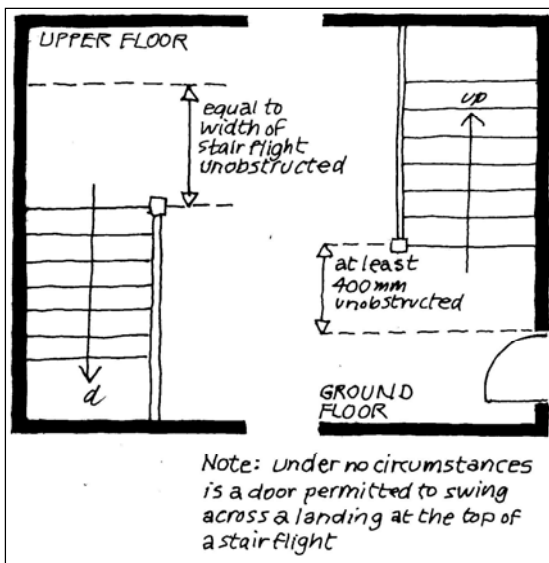 UPPER FLOOR
equal to
width of
stair flight
unobstructed
d
up
at least
400mm
unobstructed
GROUND
FLOOR
Note: under no circumstances
is a door permitted to swing
across a landing at the top of
a stair flight